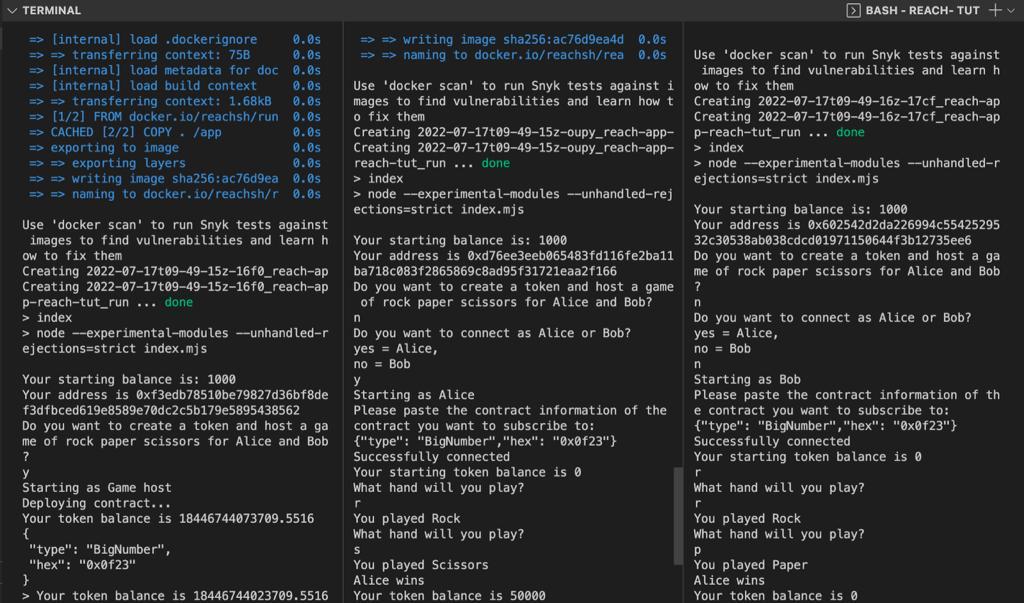 TERMINAL
BASH - REACH- TUT
=> [internal] load .dockerignore 0.0s
=> => transferring context: 75B 0.0s
=> [internal] load metadata for doc 0.0s
=> [internal] load build context 0.0s
=> => transferring context: 1.68kB 0.0s
=> [1/2] FROM docker.io/reachsh/run 0.0s
=> CACHED [2/2] COPY . /app 0.0s
=> exporting to image 0.0s
=> => exporting layers 0.0s
=> => writing image sha256:ac76d9ea 0.0s
=> => naming to docker.io/reachsh/r 0.0s
Use 'docker scan' to run Snyk tests against
images to find vulnerabilities and learn h
ow to fix them
Creating 2022-07-17t09-49-15z-16f0_reach-ap
Creating 2022-07-17t09-49-15z-16f0_reach-ap
p-reach-tut_run ... done
> index
> node --experimental-modules --unhandled-r
ejections=strict index.mjs
Your starting balance is: 1000
Your address is 0xf3edb78510be79827d36bf8de
f3dfbced619e8589e70dc2c5b179e5895438562
Do you want to create a token and host a ga
me of rock paper scissors for Alice and Bob
?
y
Starting as Game host
Deploying contract...
Your token balance is 18446744073709.5516
{
"type": "BigNumber",
"hex": "0x0f23"
}
> Your token balance is 18446744023709.5516
=> => writing image sha256:ac76d9ea4d 0.0s
=> => naming to docker.io/reachsh/rea 0.0s
Use 'docker scan' to run Snyk tests against i
mages to find vulnerabilities and learn how t
o fix them
Creating 2022-07-17t09-49-15z-oupy_reach-app-
Creating 2022-07-17t09-49-15z-oupy_reach-app-
reach-tut_run ... done
> index
> node --experimental-modules --unhandled-rej
ections=strict index.mjs
Your starting balance is: 1000
Your address is 0xd76ee3eeb065483fd116fe2ba11
ba718c083f2865869c8ad95f31721eaa2f166
Do you want to create a token and host a game
of rock paper scissors for Alice and Bob?
n
Do you want to connect as Alice or Bob?
yes = Alice,
no = Bob
y
Starting as Alice
Please paste the contract information of the
contract you want to subscribe to:
{"type": "BigNumber","hex": "0x0f23"}
Successfully connected
Your starting token balance is 0
What hand will you play?
r
You played Rock
What hand will you play?
s
You played Scissors
Alice wins
Your token balance is 50000
Use 'docker scan' to run Snyk tests against
images to find vulnerabilities and learn h
ow to fix them
Creating 2022-07-17t09-49-16z-17cf_reach-ap
Creating 2022-07-17t09-49-16z-17cf_reach-ap
p-reach-tut_run ... done
> index
> node --experimental-modules --unhandled-r
ejections=strict index.mjs
Your starting balance is: 1000
Your address is 0x602542d2da226994c55425295
32c30538ab038cdcd01971150644f3b12735ee6
Do you want to create a token and host a ga
me of rock paper scissors for Alice and Bob
?
n
Do you want to connect as Alice or Bob?
yes = Alice,
no = Bob
n
Starting as Bob
Please paste the contract information of th
e contract you want to subscribe to:
{"type": "BigNumber","hex": "0x0f23"}
Successfully connected
Your starting token balance is 0
r
What hand will you play?
r
You played Rock
What hand will you play?
p
You played Paper
Alice wins
Your token balance is 0